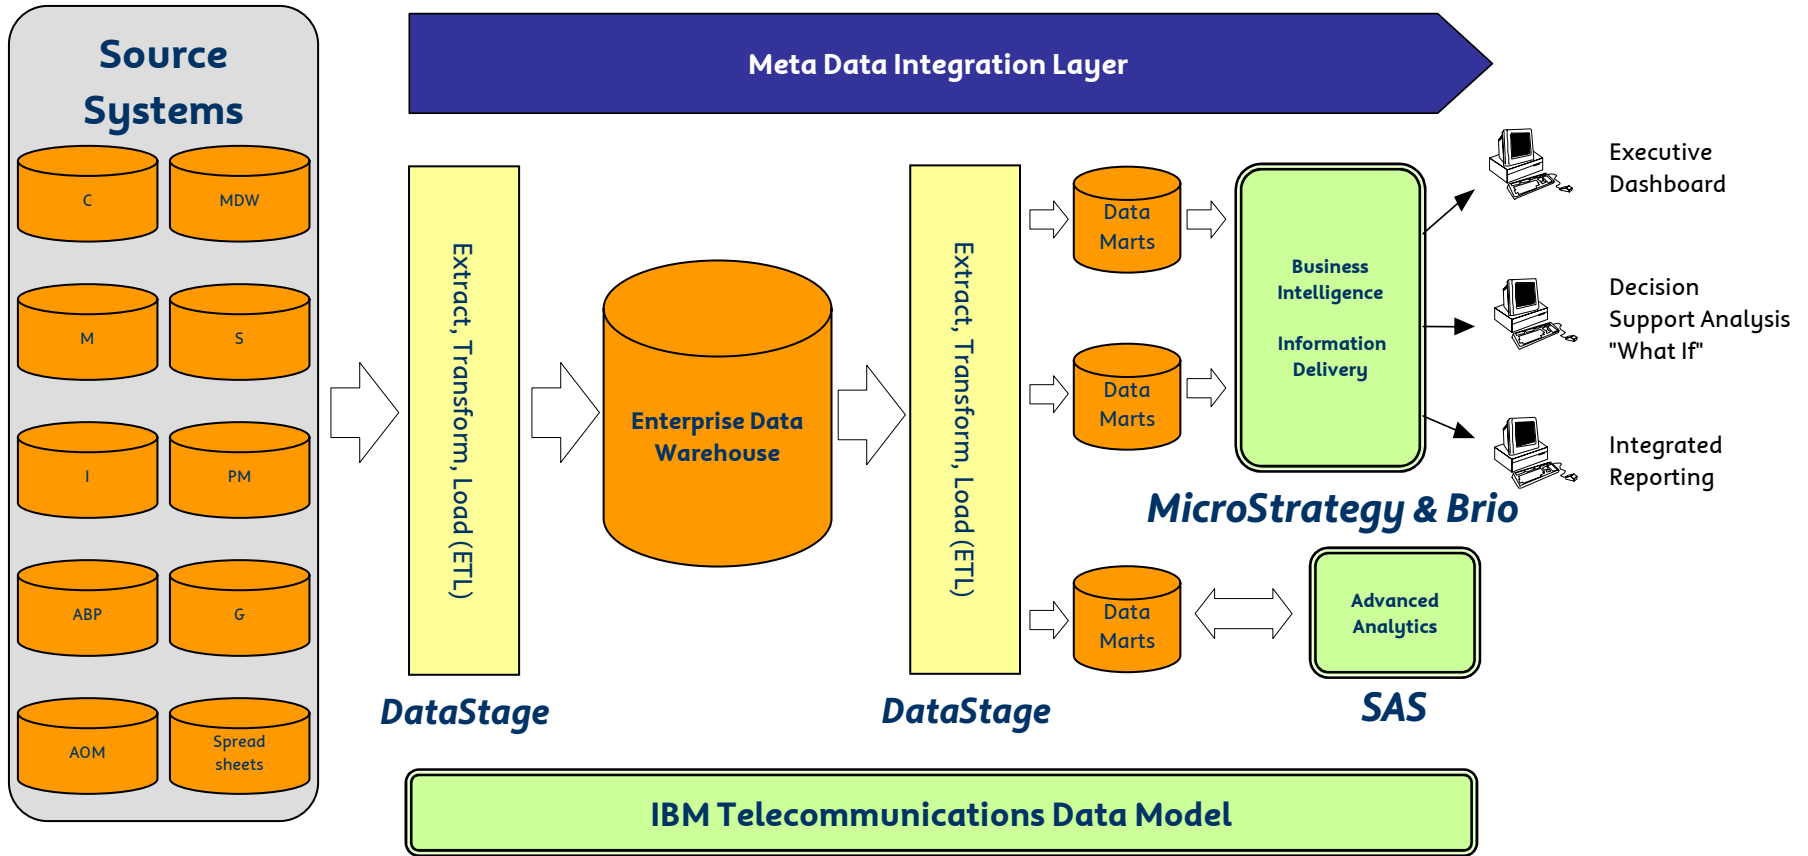 Source
Systems
C
MDW
M
S
I
PM
ABP
G
AOM
Spread
sheets
Meta Data Integration Layer
Extract, Transform, Load (ETL)
DataStage
Enterprise Data
Warehouse
Extract, Transform, Load (ETL)
DataStage
Data
Marts
Data
Marts
Data
Marts
Business
Intelligence
Information
Delivery
MicroStrategy & Brio
Advanced
Analytics
SAS
Executive
Dashboard
Decision
Support Analysis
"What If"
Integrated
Reporting
IBM Telecommunications Data Model